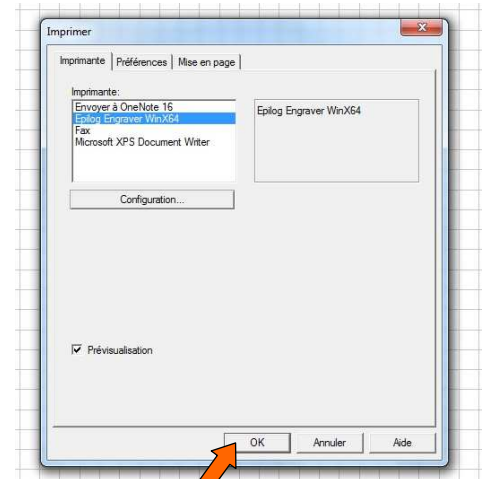 Imprimer
Imprimante Préférences Mise en page
Imprimante:
Envoyer à OneNote 16
Epilog Engraver WinX64
Fax
Microsoft XPS Document Writer
Epilog Engraver WinX64
Configuration...
Prévisualisation
OK Annuler Aide